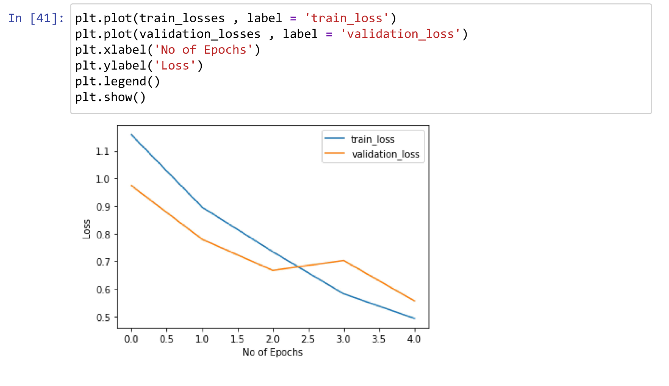 In [41]: plt.plot(train_losses , label = 'train_loss')
plt.plot(validation_losses , label = 'validation_loss')
plt.xlabel('No of Epochs')
plt.ylabel('Loss')
plt.legend()
plt.show()
train_loss
validation_loss
1.1
1.0
0.9
0.8
0.7
0.6
0.5
Loss
0.0 0.5 1.0 1.5 2.0 2.5 3.0 3.5 4.0
No of Epochs